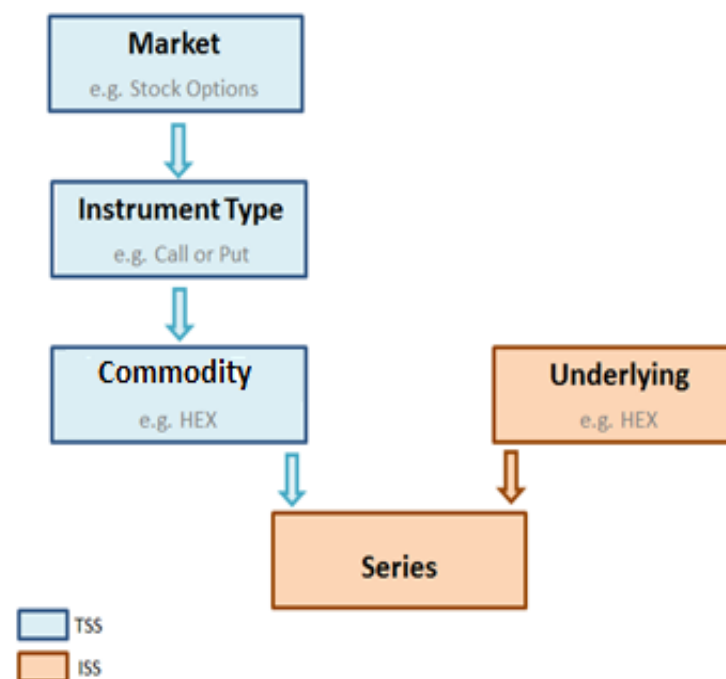 Market
e.g. Stock Options
Instrument Type
e.g. Call or Put
Commodity
e.g. HEX
Underlying
e.g. HEX
Series
TSS
ISS